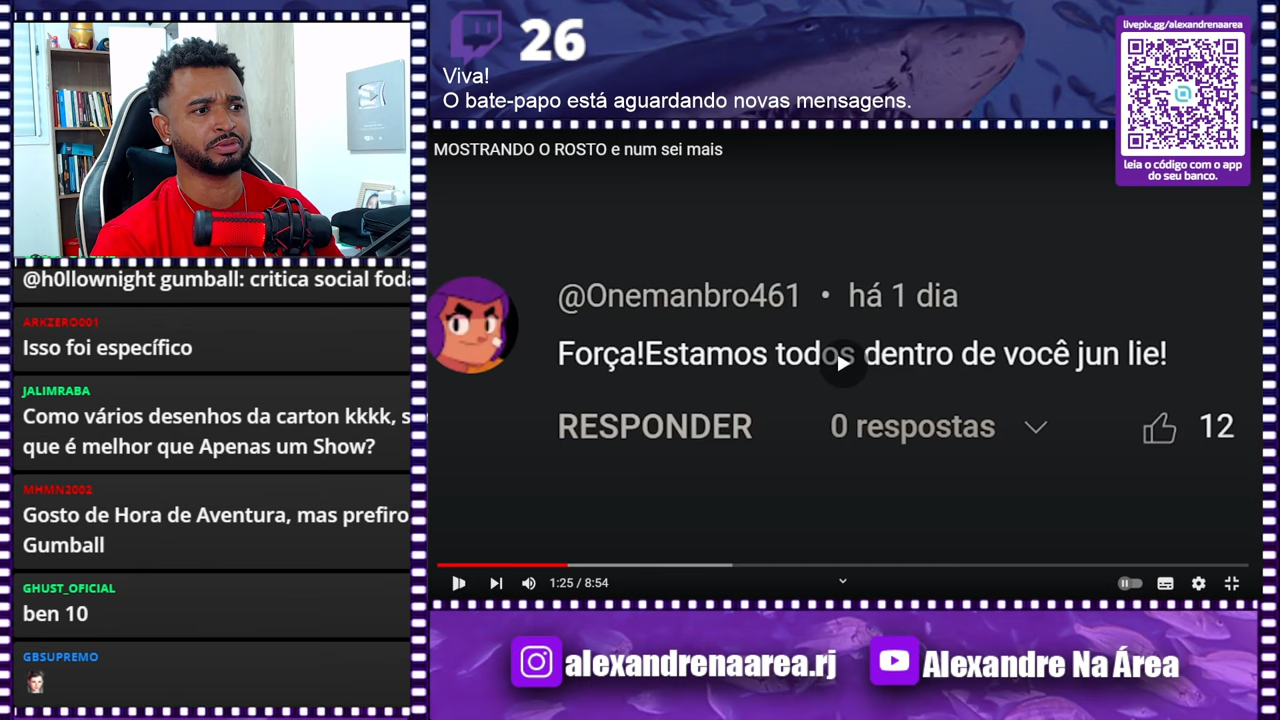 26
Viva!
O bate-papo está aguardando novas mensagens.
livepix.gg/alexandrenaarea
leia o código com o app
do seu banco.
MOSTRANDO O ROSTO e num sei mais
@Onemanbro461 • há 1 dia
Força!Estamos todos dentro de você jun lie!
RESPONDER 0 respostas 12
1:25 / 8:54
@h0llownight gumball: critica social foda
ARKZERO001
Isso foi específico
JALIMRABA
Como vários desenhos da carton kkkk, s
que é melhor que Apenas um Show?
MHMN2002
Gosto de Hora de Aventura, mas prefiro
Gumball
GHUST_OFICIAL
ben 10
GBSUPREMO
alexandrenaarea.rj
Alexandre Na Área